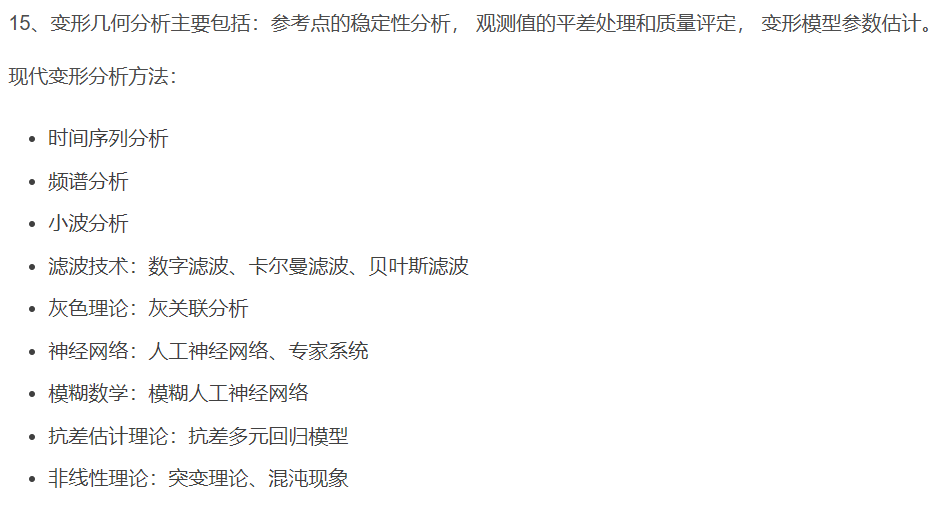 15、变形几何分析主要包括：参考点的稳定性分析， 观测值的平差处理和质量评定， 变形模型参数估计。
现代变形分析方法：
• 时间序列分析
• 频谱分析
• 小波分析
• 滤波技术：数字滤波、卡尔曼滤波、贝叶斯滤波
• 灰色理论：灰关联分析
• 神经网络：人工神经网络、专家系统
• 模糊数学：模糊人工神经网络
• 抗差估计理论：抗差多元回归模型
• 非线性理论：突变理论、混沌现象